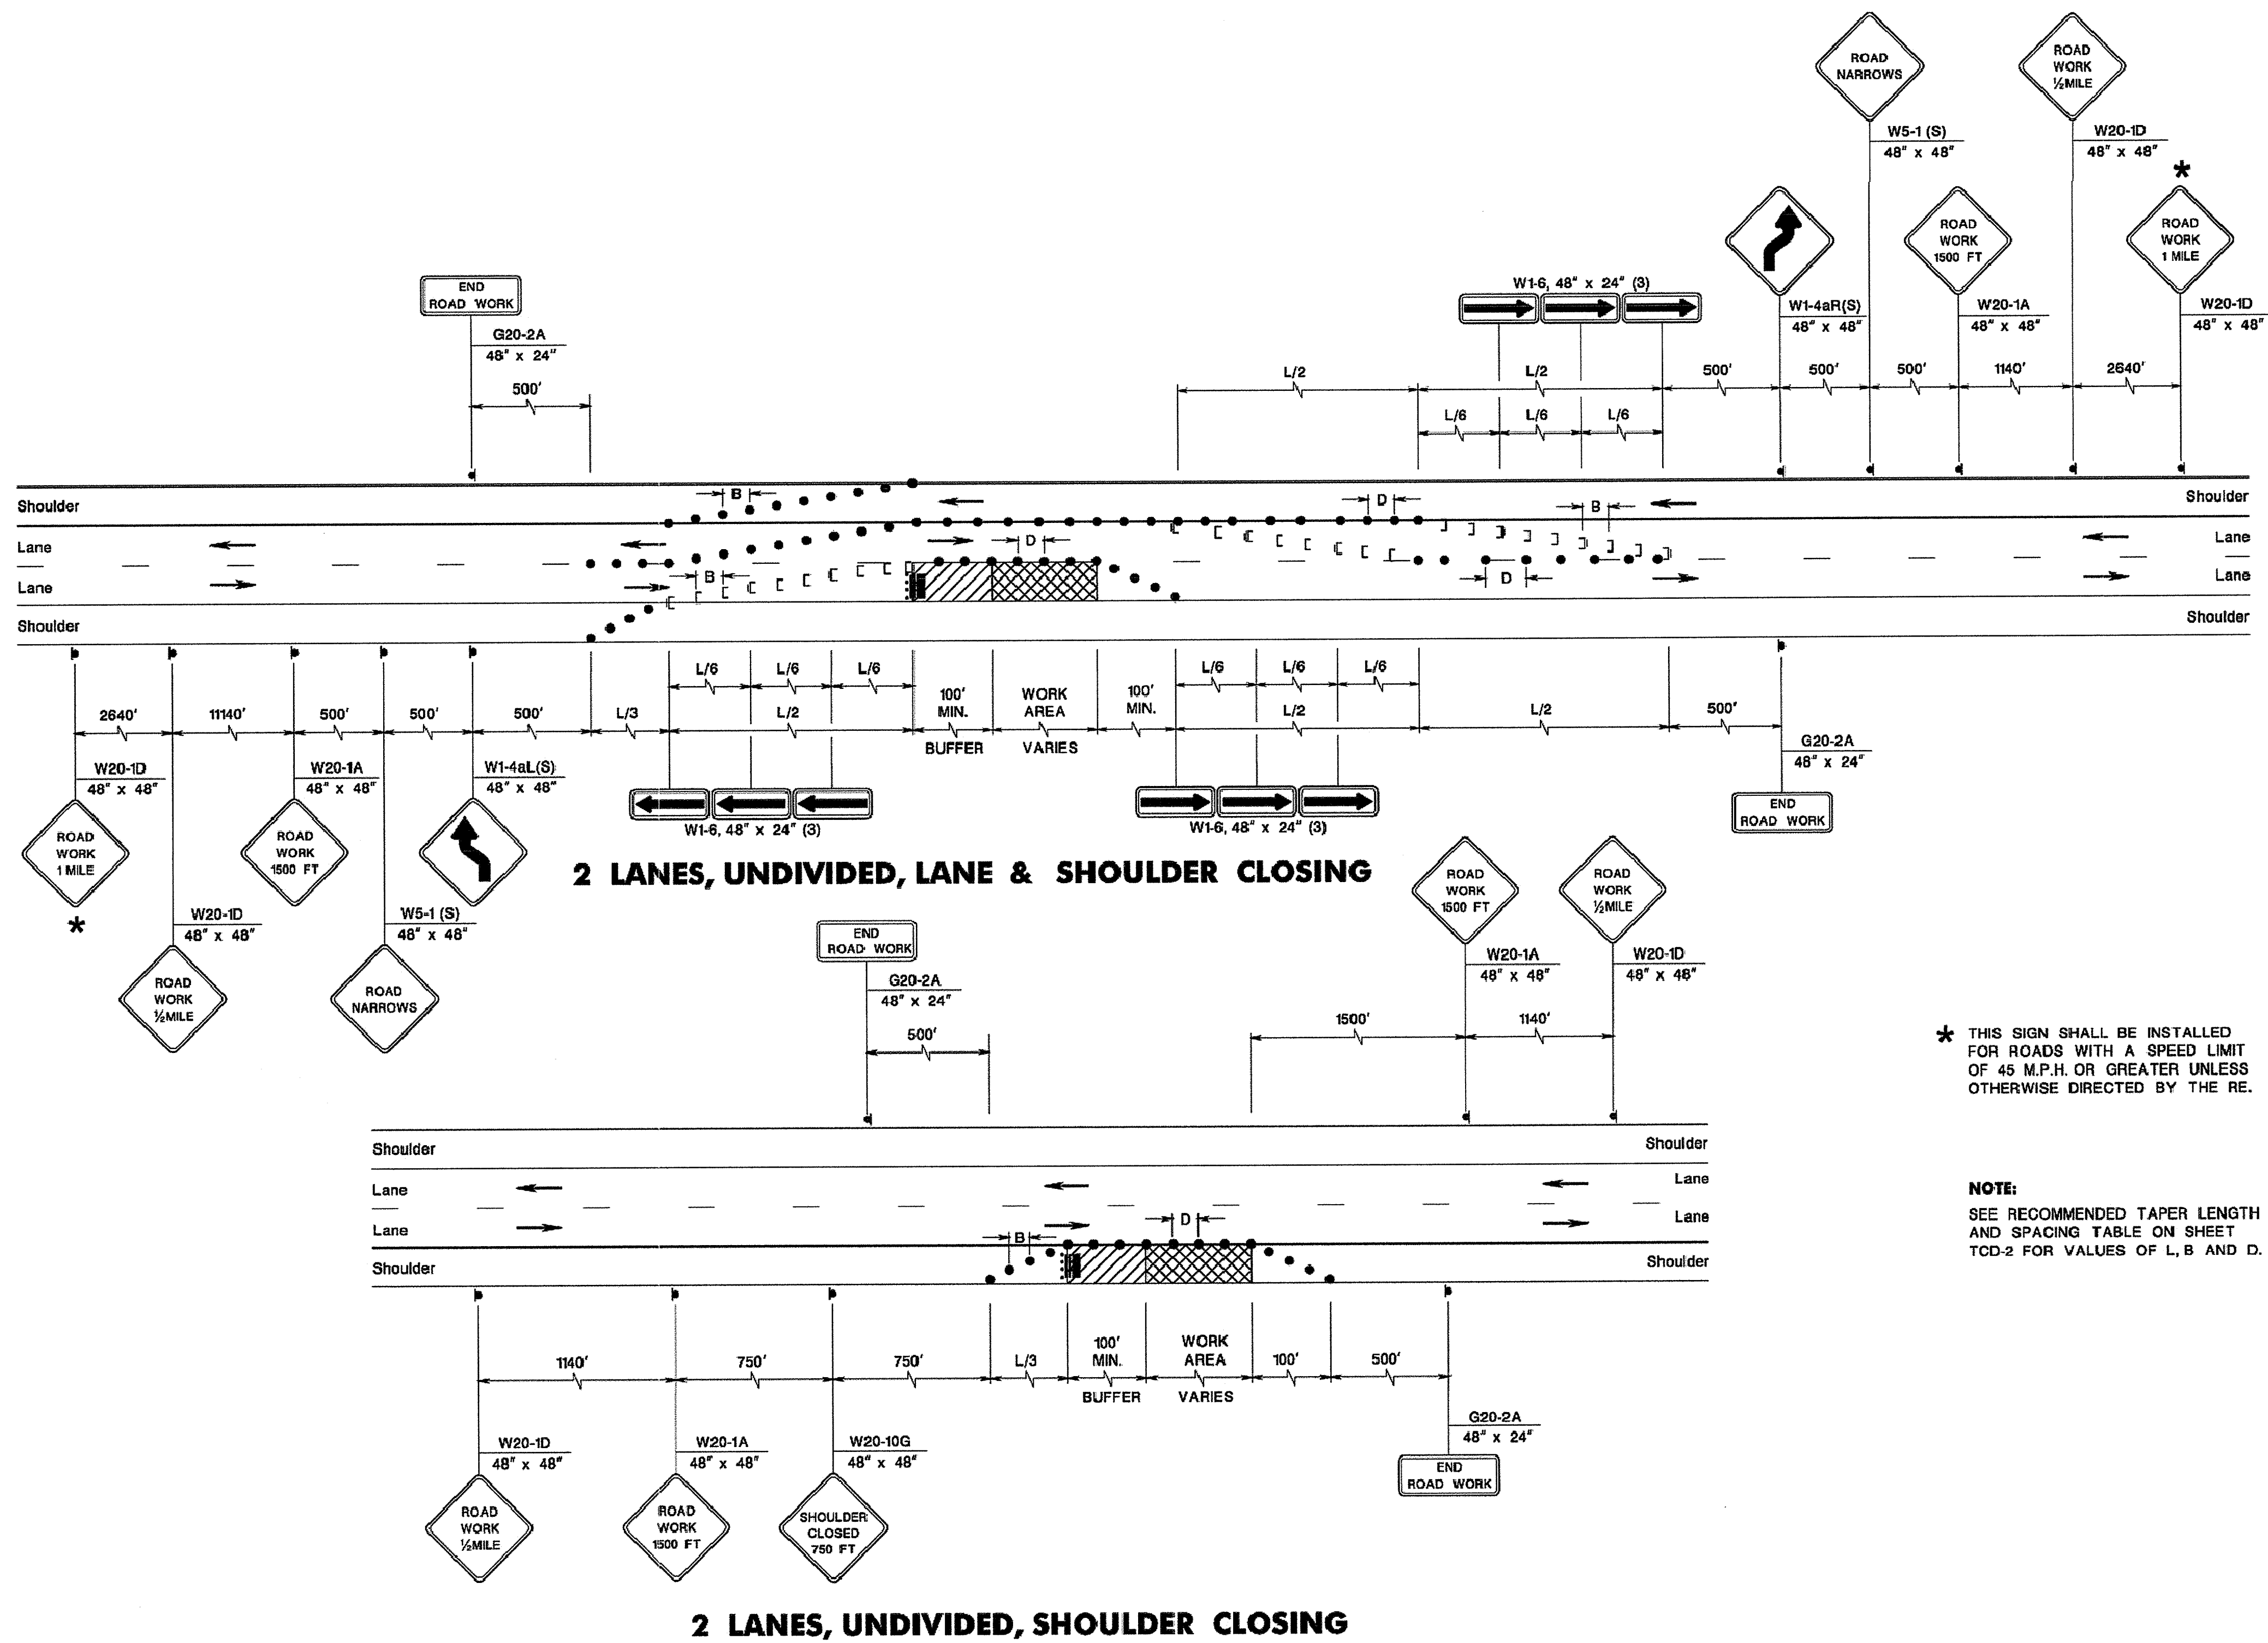 ROAD
NARROWS
W5-1 (S)
48" x 48"
ROAD
WORK
½MILE
W20-1D
48" x 48"
*
W1-4aR(S)
48" x 48"
ROAD
WORK
1500 FT
W20-1A
48" x 48"
ROAD
WORK
1 MILE
W20-1D
48" x 48"
END
ROAD WORK
G20-2A
48" x 24"
500'
W1-6, 48" x 24" (3)
L/2
L/2
500'
500'
500'
1140'
2640'
L/6
L/6
L/6
Shoulder
B
D
B
Shoulder
Lane
D
Lane
Lane
B
D
Lane
Shoulder
Shoulder
L/6
L/6
L/6
L/6
L/6
L/6
2640'
11140'
500'
500'
500'
L/3
L/2
100'
MIN.
BUFFER
WORK
AREA
VARIES
100'
MIN.
L/2
L/2
500'
W20-1D
48" x 48"
ROAD
WORK
1 MILE
*
W20-1D
48" x 48"
ROAD
WORK
½MILE
W20-1A
48" x 48"
ROAD
WORK
1500 FT
W5-1 (S)
48" x 48"
ROAD
NARROWS
W1-4aL(S)
48" x 48"
W1-6, 48" x 24" (3)
W1-6, 48" x 24" (3)
G20-2A
48" x 24"
END
ROAD WORK
2 LANES, UNDIVIDED, LANE & SHOULDER CLOSING
END
ROAD WORK
G20-2A
48" x 24"
500'
ROAD
WORK
1500 FT
W20-1A
48" x 48"
ROAD
WORK
½MILE
W20-1D
48" x 48"
1500'
1140'
* THIS SIGN SHALL BE INSTALLED
FOR ROADS WITH A SPEED LIMIT
OF 45 M.P.H. OR GREATER UNLESS
OTHERWISE DIRECTED BY THE RE.
Shoulder
Shoulder
Lane
Lane
Lane
B
D
Lane
Shoulder
Shoulder
NOTE:
SEE RECOMMENDED TAPER LENGTH
AND SPACING TABLE ON SHEET
TCD-2 FOR VALUES OF L, B AND D.
1140'
750'
750'
L/3
100'
MIN.
BUFFER
WORK
AREA
VARIES
100'
500'
W20-1D
48" x 48"
ROAD
WORK
½MILE
W20-1A
48" x 48"
ROAD
WORK
1500 FT
W20-10G
48" x 48"
SHOULDER
CLOSED
750 FT
G20-2A
48" x 24"
END
ROAD WORK
2 LANES, UNDIVIDED, SHOULDER CLOSING